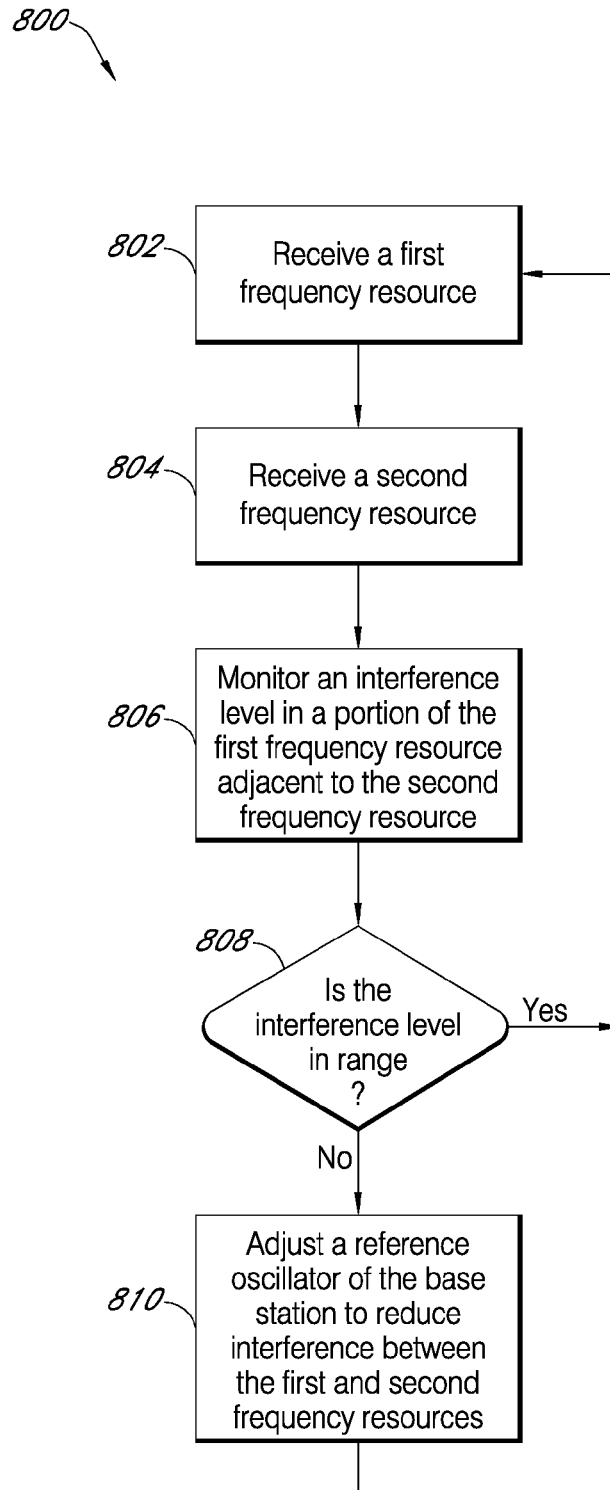 800
802
Receive a first
frequency resource
804
Receive a second
frequency resource
806
Monitor an interference
level in a portion of the
first frequency resource
adjacent to the second
frequency resource
808
Is the
interference level
in range
?
Yes
No
810
Adjust a reference
oscillator of the base
station to reduce
interference between
the first and second
frequency resources